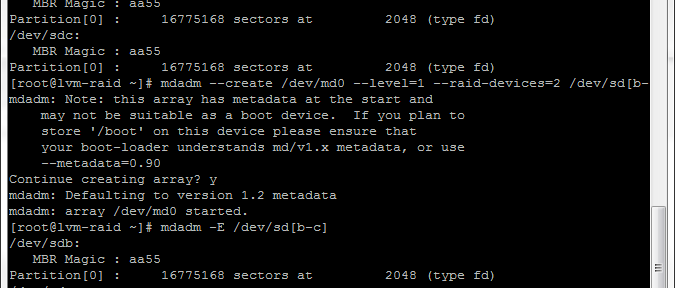 MBR Magic : aa55
Partition[0] : 16775168 sectors at 2048 (type fd)
/dev/sdc:
MBR Magic : aa55
Partition[0] : 16775168 sectors at 2048 (type fd)
[root@lvm-raid ~]# mdadm --create /dev/md0 --level=1 --raid-devices=2 /dev/sd[b-
mdadm: Note: this array has metadata at the start and
may not be suitable as a boot device. If you plan to
store '/boot' on this device please ensure that
your boot-loader understands md/v1.x metadata, or use
--metadata=0.90
Continue creating array? y
mdadm: Defaulting to version 1.2 metadata
mdadm: array /dev/md0 started.
[root@lvm-raid ~]# mdadm -E /dev/sd[b-c]
/dev/sdb:
MBR Magic : aa55
Partition[0] : 16775168 sectors at 2048 (type fd)